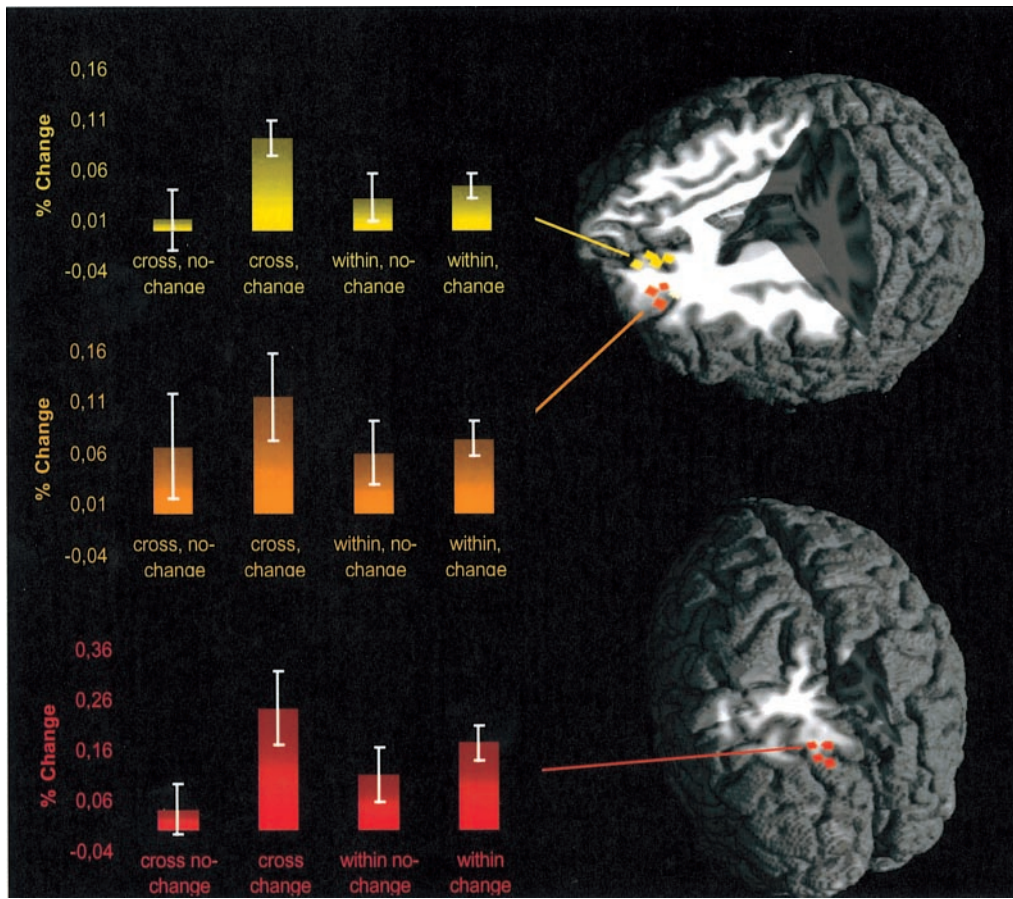 0,16
0,11
0,06
0,01
-0,04
% Change
cross, no-
change
cross,
change
within, no-
change
within,
change
0,16
0,11
0,06
0,01
-0,04
% Change
cross, no-
change
cross,
change
within, no-
change
within,
change
0,36
0,26
0,16
0,06
-0,04
% Change
cross no-
change
cross
change
within no-
change
within
change